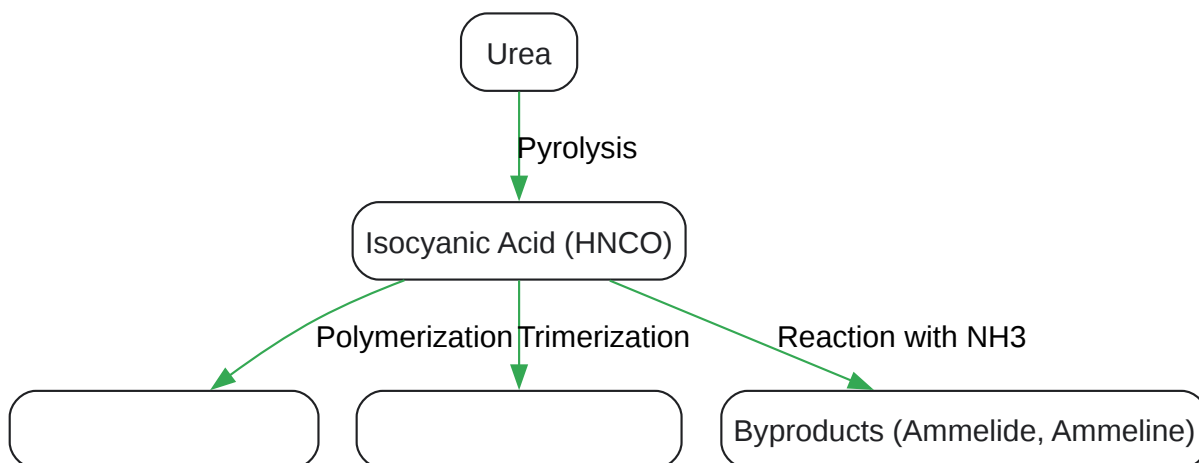 Urea
Pyrolysis
Isocyanic Acid (HNCO)
Polymerization
Trimerization
Reaction with NH3
Byproducts (Ammelide, Ammeline)